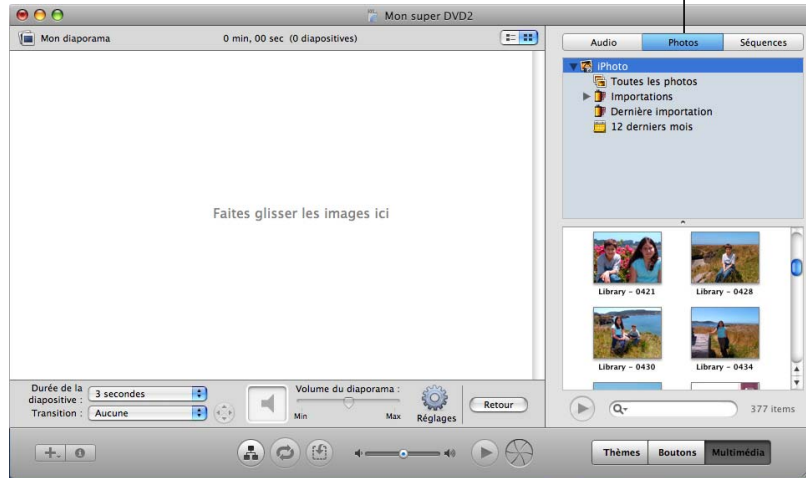 Mon super DVD2
Mon diaporama
0 min, 00 sec (0 diapositives)
Audio
Photos
Séquences
iPhoto
Toutes les photos
Importations
Dernière importation
12 derniers mois
Faites glisser les images ici
Library - 0421
Library - 0428
Library - 0430
Library - 0434
Durée de la
diapositive :
3 secondes
Transition :
Aucune
Volume du diaporama :
Min
Max
Réglages
Retour
377 items
Thèmes
Boutons
Multimédia